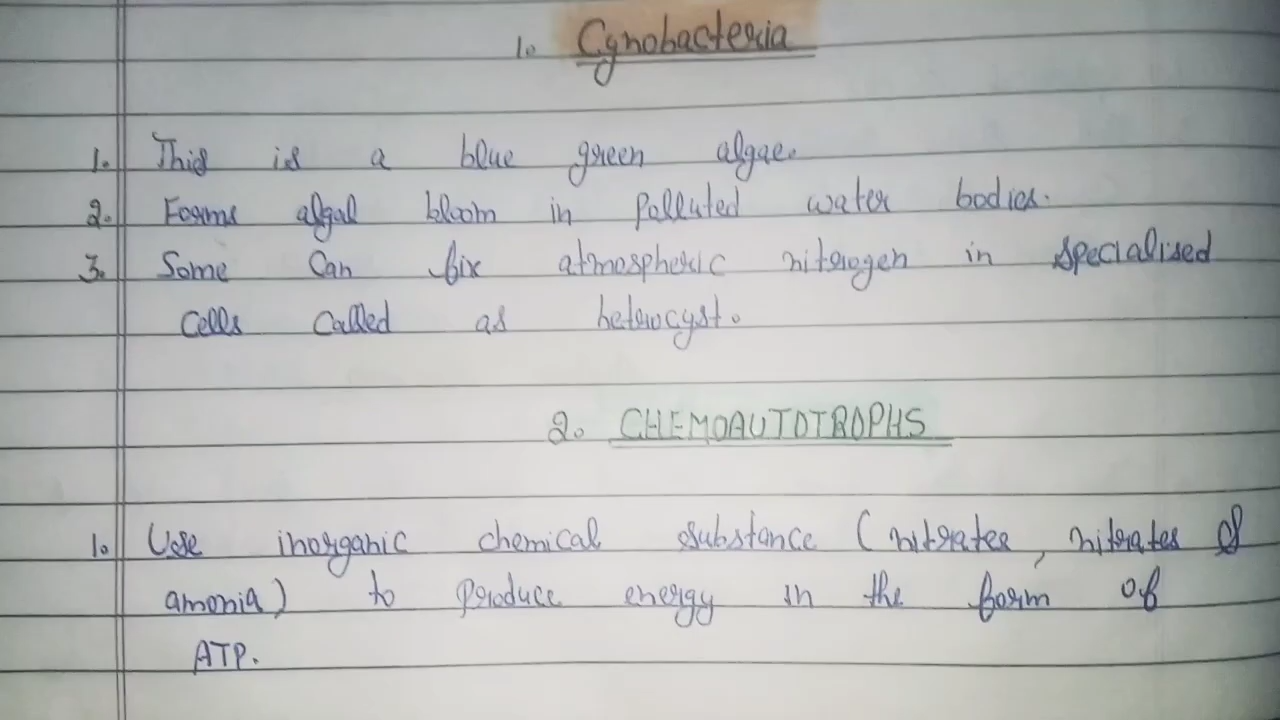 1. Cynobacteria
1. This is a blue green algae.
2. Forms algal bloom in polluted water bodies.
3. Some can fix atmospheric nitrogen in specialised
cells called as heterocyst.
2. CHEMOAUTOTROPHS
1. Use inorganic chemical substance (nitrates, nitrates &
amonia) to produce energy in the form of
ATP.